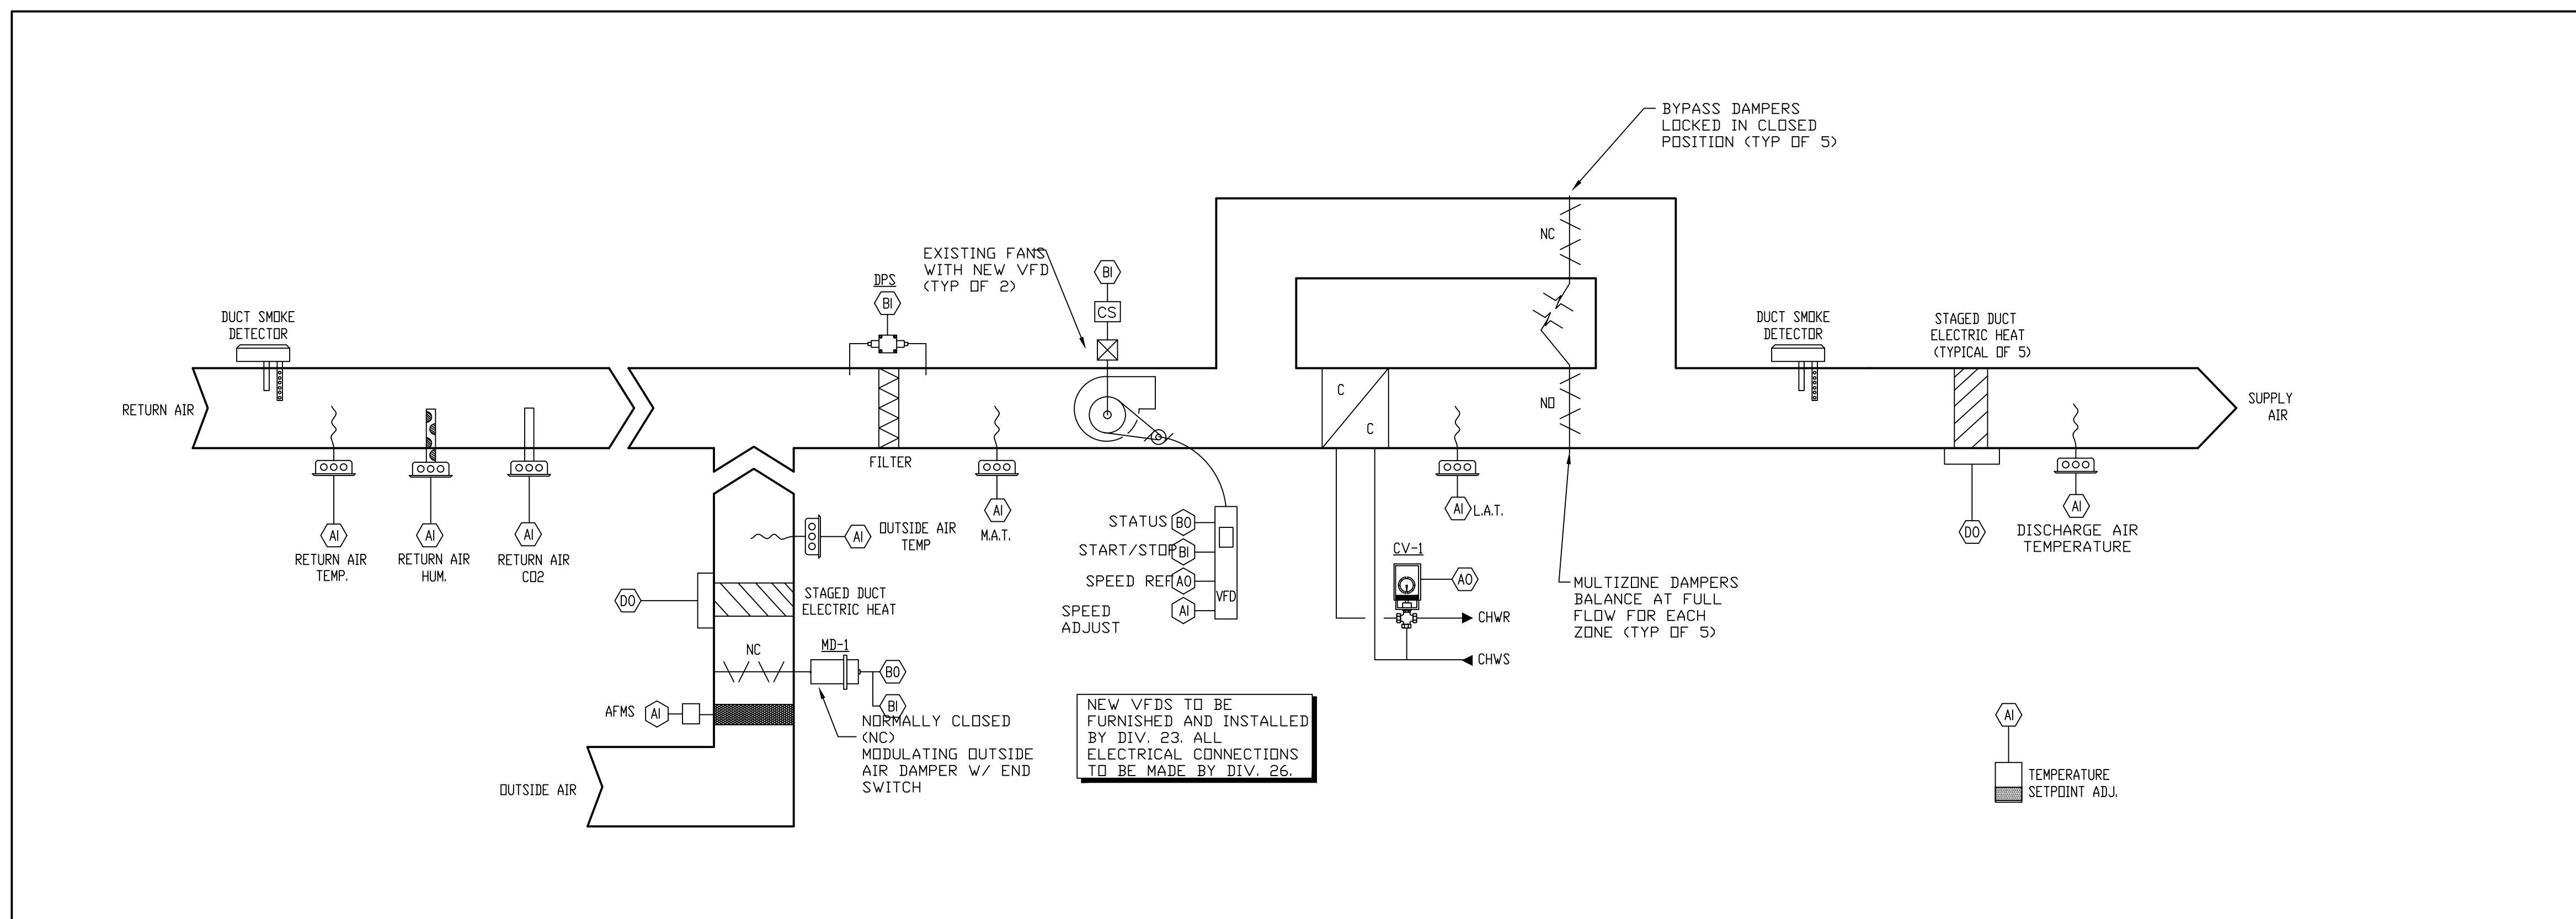 BYPASS DAMPERS
LOCKED IN CLOSED
POSITION (TYP OF 5)
NC
EXISTING FANS
WITH NEW VFD
(TYP OF 2)
BI
CS
DPS
BI
DUCT SMOKE
DETECTOR
DUCT SMOKE
DETECTOR
STAGED DUCT
ELECTRIC HEAT
(TYPICAL OF 5)
RETURN AIR
C
C
NO
SUPPLY
AIR
FILTER
AI
RETURN AIR
TEMP.
AI
RETURN AIR
HUM.
AI
RETURN AIR
CO2
AI
OUTSIDE AIR
TEMP
AI
M.A.T.
STATUS BO
START/STOP BI
SPEED REF AO
SPEED
ADJUST
AI
VFD
AI L.A.T.
CV-1
AO
CHWR
CHWS
DO
AI
DISCHARGE AIR
TEMPERATURE
MULTIZONE DAMPERS
BALANCE AT FULL
FLOW FOR EACH
ZONE (TYP OF 5)
DO
STAGED DUCT
ELECTRIC HEAT
NC
MD-1
BO
BI
AFMS AI
NORMALLY CLOSED
(NC)
MODULATING OUTSIDE
AIR DAMPER W/ END
SWITCH
OUTSIDE AIR
NEW VFDS TO BE
FURNISHED AND INSTALLED
BY DIV. 23. ALL
ELECTRICAL CONNECTIONS
TO BE MADE BY DIV. 26.
AI
TEMPERATURE
SETPOINT ADJ.